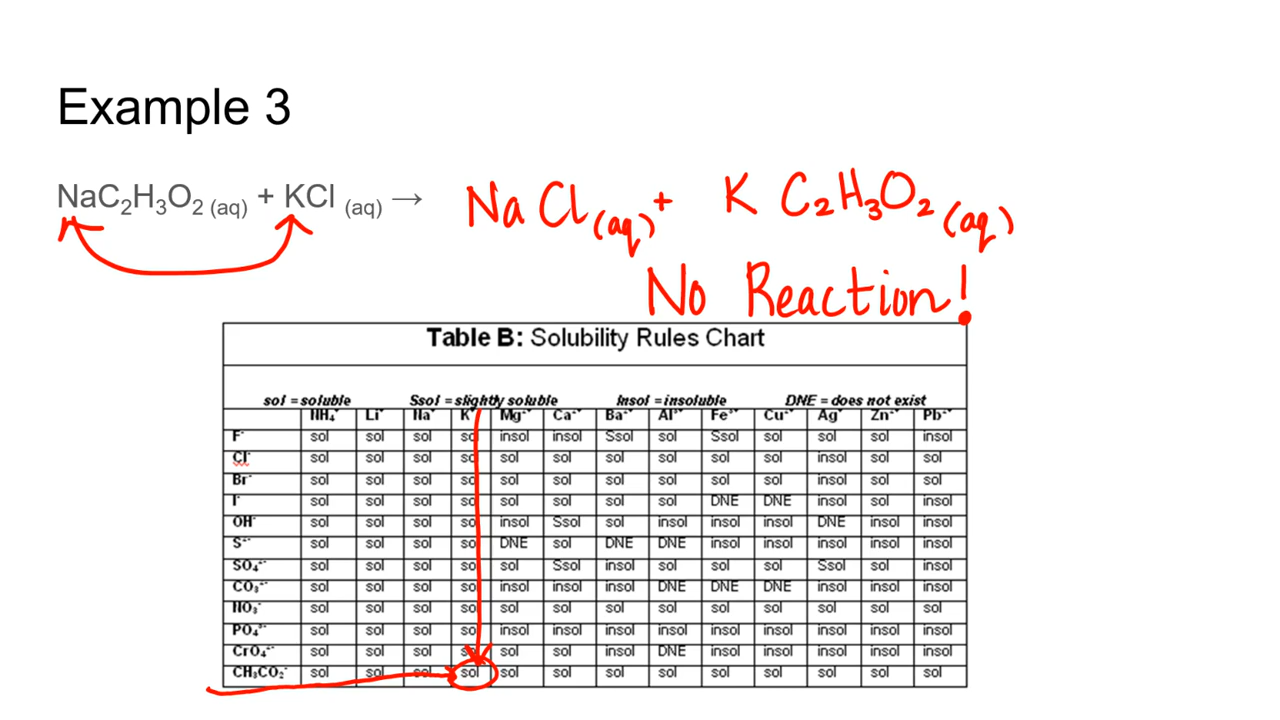 Example 3
NaC₂H₃O₂ (aq) + KCl (aq) → NaCl(aq) + KC₂H₃O₂(aq)
No Reaction!
Table B: Solubility Rules Chart
sol = soluble Ssol = slightly soluble Insol = insoluble DNE = does not exist
NH₄⁺ Li⁺ Na⁺ K⁺ Mg²⁺ Ca²⁺ Ba²⁺ Al³⁺ Fe²⁺ Cu²⁺ Ag⁺ Zn²⁺ Pb²⁺
F⁻ sol sol sol sol insol insol Ssol sol Ssol sol sol sol insol
Cl⁻ sol sol sol sol sol sol sol sol sol sol insol sol sol
Br⁻ sol sol sol sol sol sol sol sol sol sol insol sol sol
I⁻ sol sol sol sol sol sol sol sol DNE DNE insol sol insol
OH⁻ sol sol sol sol insol Ssol sol insol insol insol DNE insol insol
S²⁻ sol sol sol sol DNE sol DNE DNE insol insol insol insol insol
SO₄²⁻ sol sol sol sol sol Ssol insol sol sol sol Ssol sol insol
CO₃²⁻ sol sol sol sol insol insol insol DNE DNE DNE insol insol insol
NO₃⁻ sol sol sol sol sol sol sol sol sol sol sol sol sol
PO₄³⁻ sol sol sol sol insol insol insol insol insol insol insol insol insol
CrO₄²⁻ sol sol sol sol sol sol insol DNE insol insol insol insol insol
CH₃CO₂⁻ sol sol sol sol sol sol sol sol sol sol sol sol sol